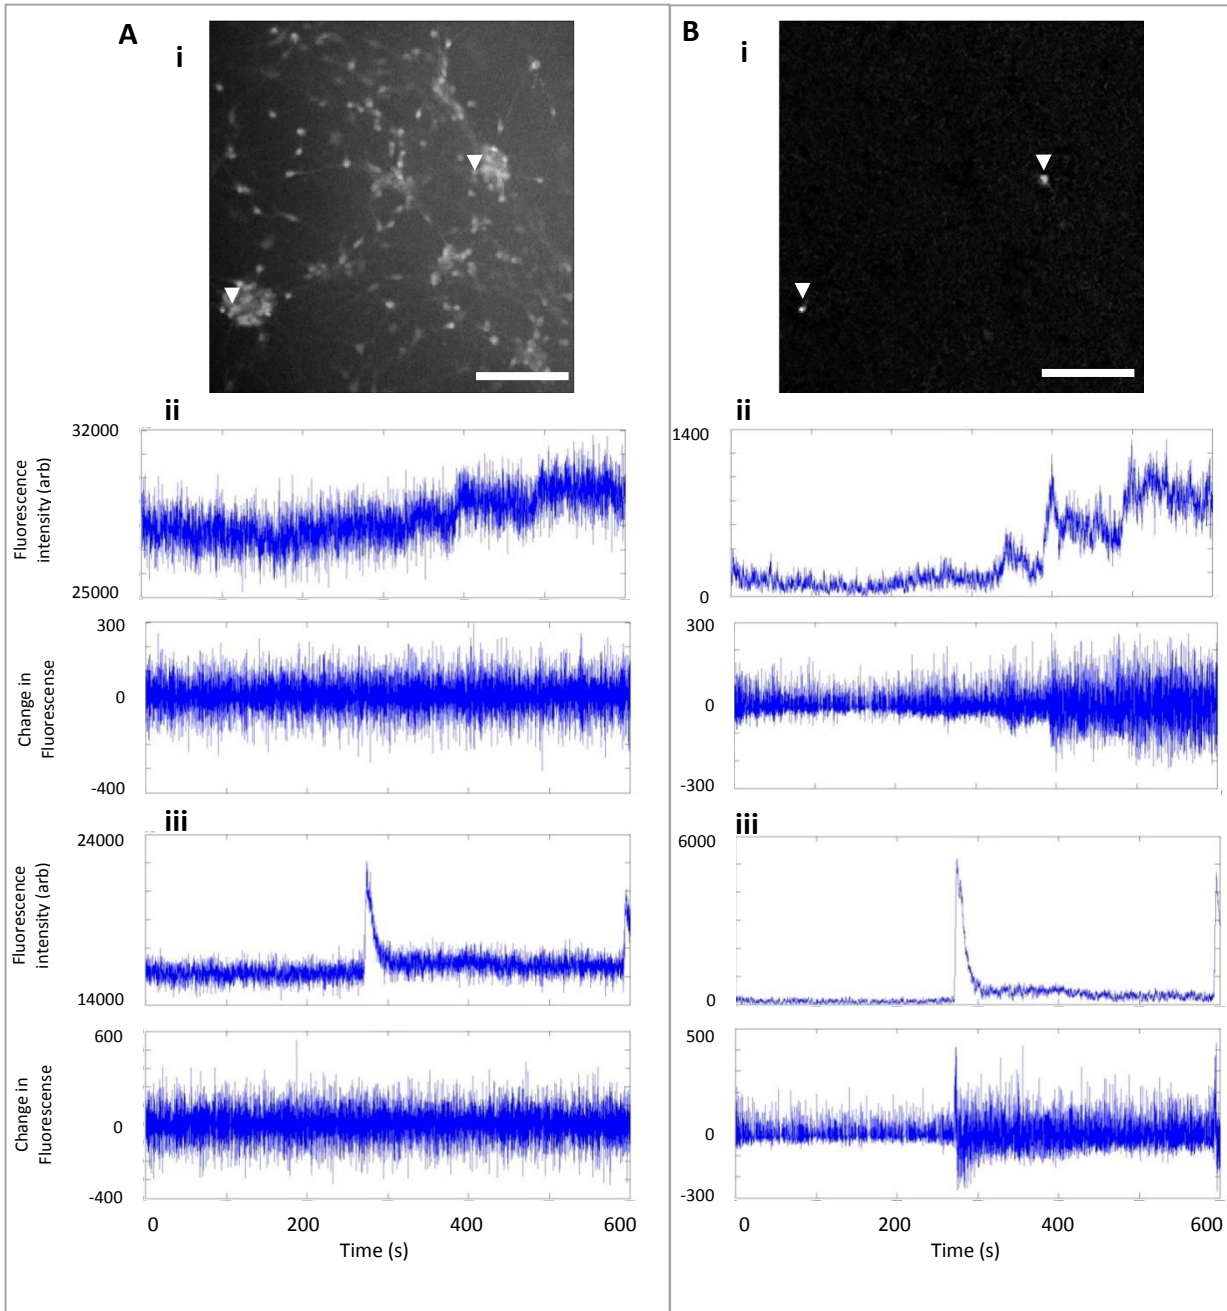 A
i
ii
32000
Fluorescence
intensity (arb)
25000
300
Change in
Fluorescense
0
-400
iii
24000
Fluorescence
intensity (arb)
14000
600
Change in
Fluorescense
0
-400
0 200 400 600
Time (s)
B
i
ii
1400
0
300
0
-300
iii
6000
0
500
0
-300
0 200 400 600
Time (s)